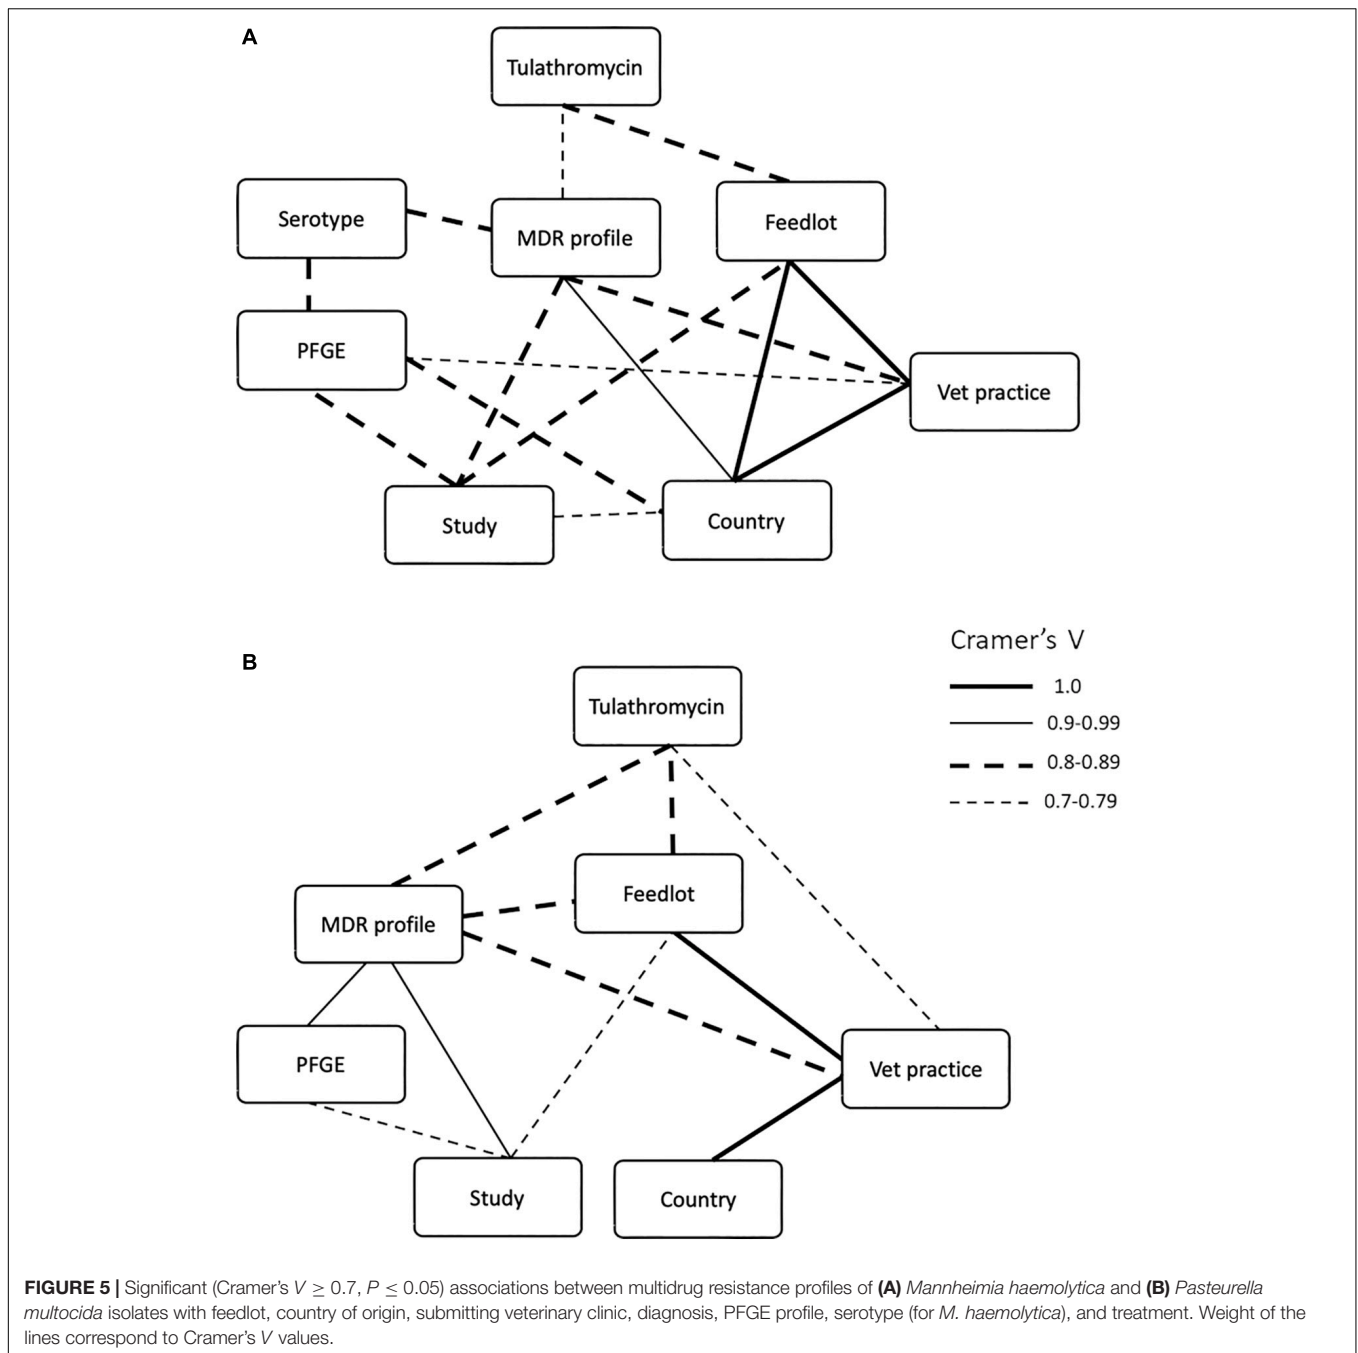 A
Tulathromycin
Serotype
MDR profile
Feedlot
PFGE
Vet practice
Study
Country
B
Cramer's V
1.0
0.9-0.99
0.8-0.89
0.7-0.79
Tulathromycin
Feedlot
MDR profile
PFGE
Vet practice
Study
Country
FIGURE 5 | Significant (Cramer's V ≥ 0.7, P ≤ 0.05) associations between multidrug resistance profiles of (A) Mannheimia haemolytica and (B) Pasteurella
multocida isolates with feedlot, country of origin, submitting veterinary clinic, diagnosis, PFGE profile, serotype (for M. haemolytica), and treatment. Weight of the
lines correspond to Cramer's V values.